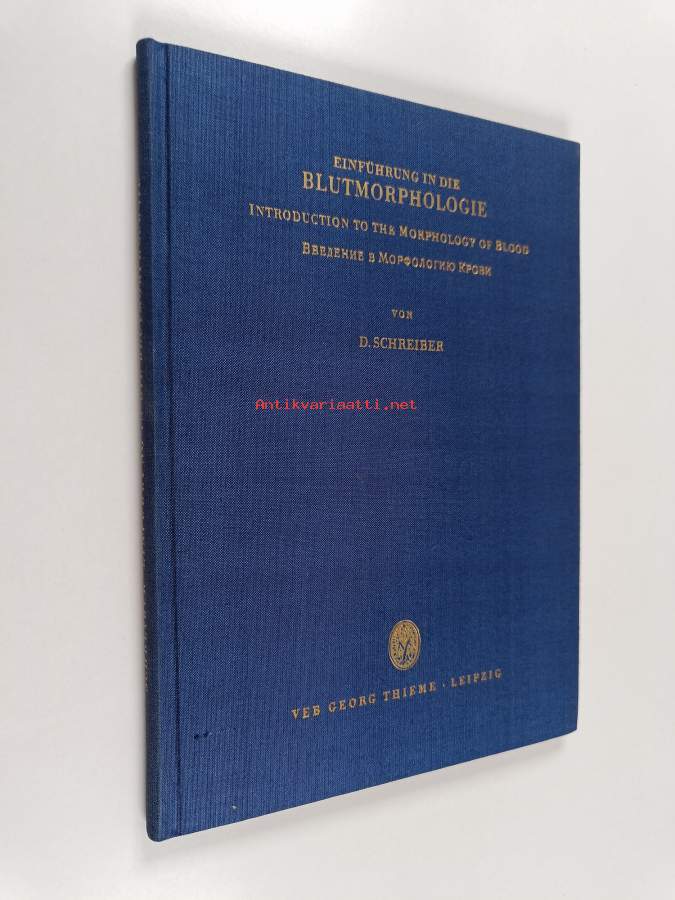 EINFÜHRUNG IN DIE
BLUTMORPHOLOGIE
INTRODUCTION TO THE MORPHOLOGY OF BLOOD
ВВЕДЕНИЕ В МОРФОЛОГИЮ КРОВИ
VON
D. SCHREIBER
Antikvariaatti.net
VEB GEORG THIEME · LEIPZIG